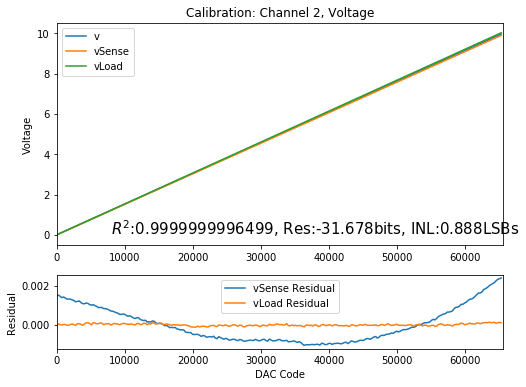 Calibration: Channel 2, Voltage
10
8
6
4
2
0
Voltage
v
vSense
vLoad
R²:0.9999999996499, Res:-31.678bits, INL:0.888LSBs
0 10000 20000 30000 40000 50000 60000
0.002
0.000
Residual
vSense Residual
vLoad Residual
0 10000 20000 30000 40000 50000 60000
DAC Code